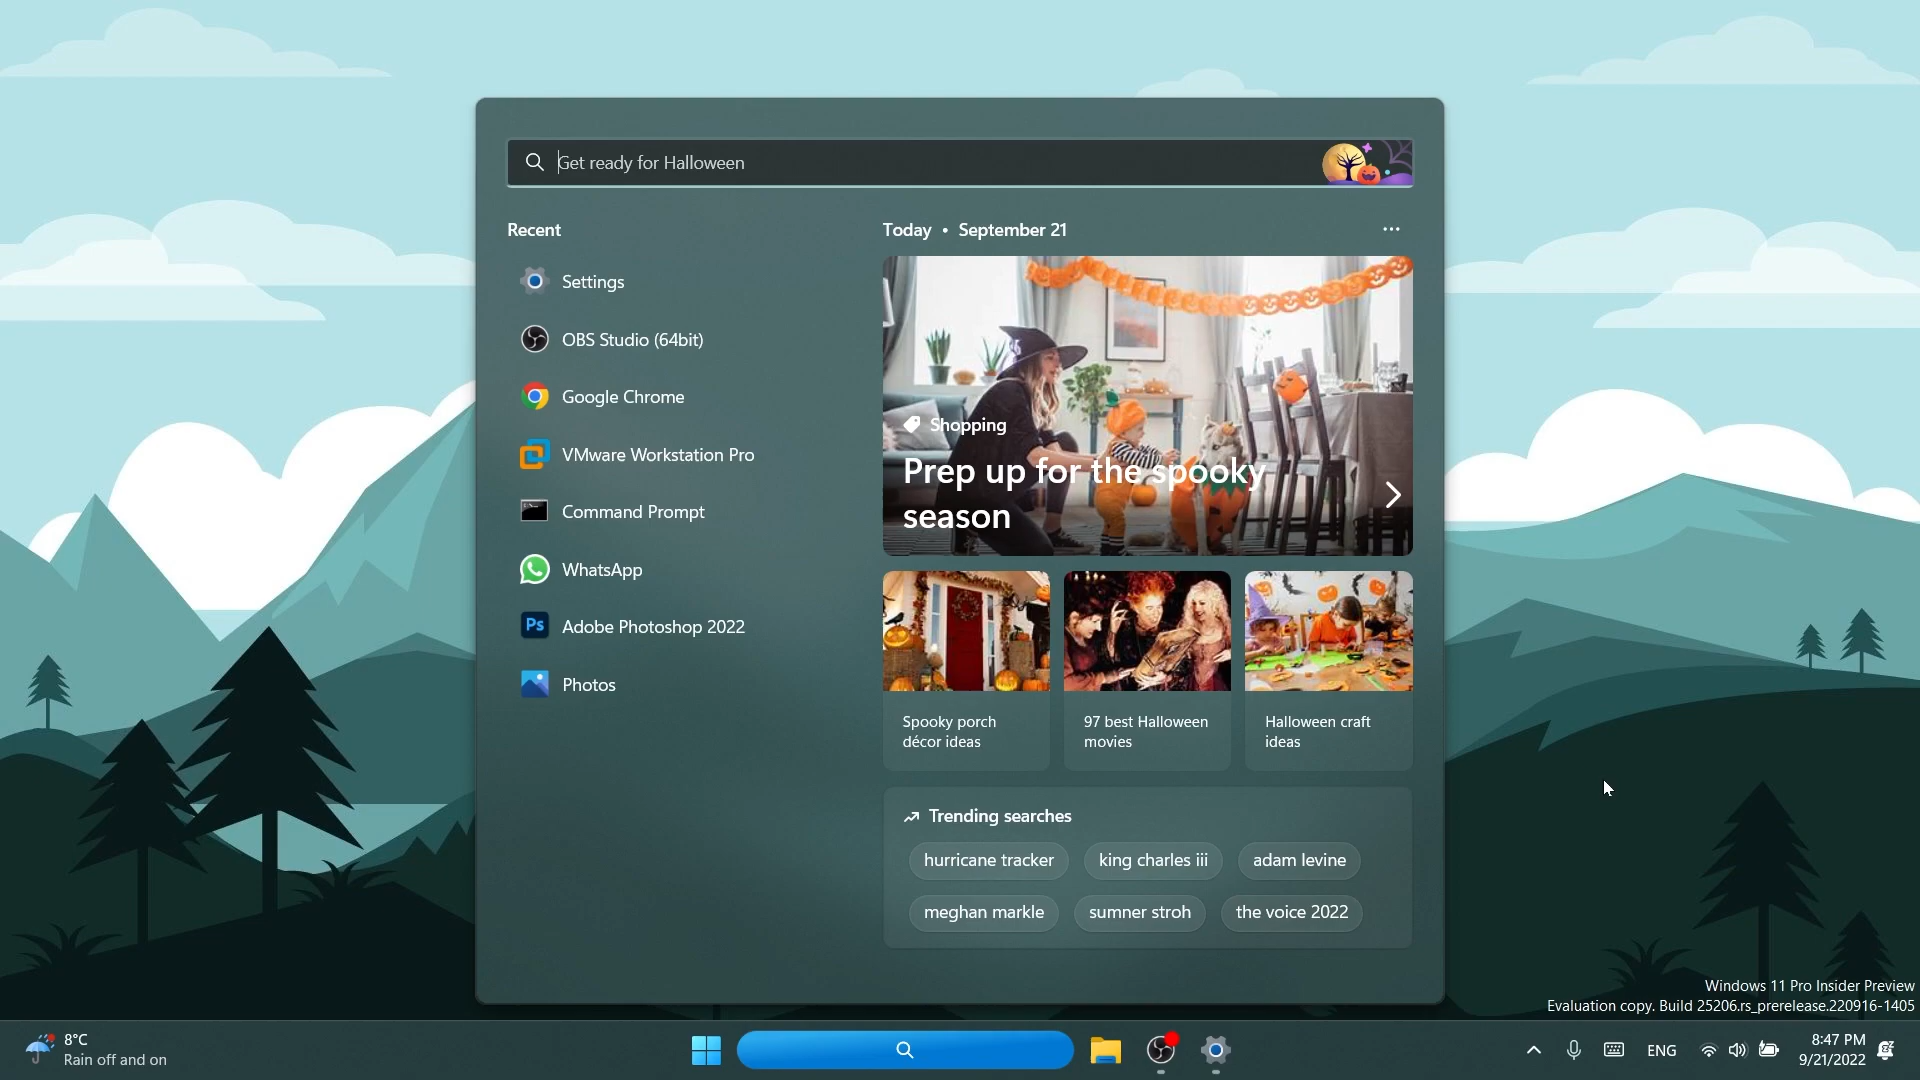 Get ready for Halloween
Recent
Settings
OBS Studio (64bit)
Google Chrome
VMware Workstation Pro
Command Prompt
WhatsApp
Ps
Adobe Photoshop 2022
Photos
Today • September 21
Shopping
Prep up for the spooky
season
Spooky porch
décor ideas
97 best Halloween
movies
Halloween craft
ideas
Trending searches
hurricane tracker
king charles iii
adam levine
meghan markle
sumner stroh
the voice 2022
Windows 11 Pro Insider Preview
Evaluation copy. Build 25206.rs_prerelease.220916-1405
8°C
Rain off and on
ENG
8:47 PM
9/21/2022